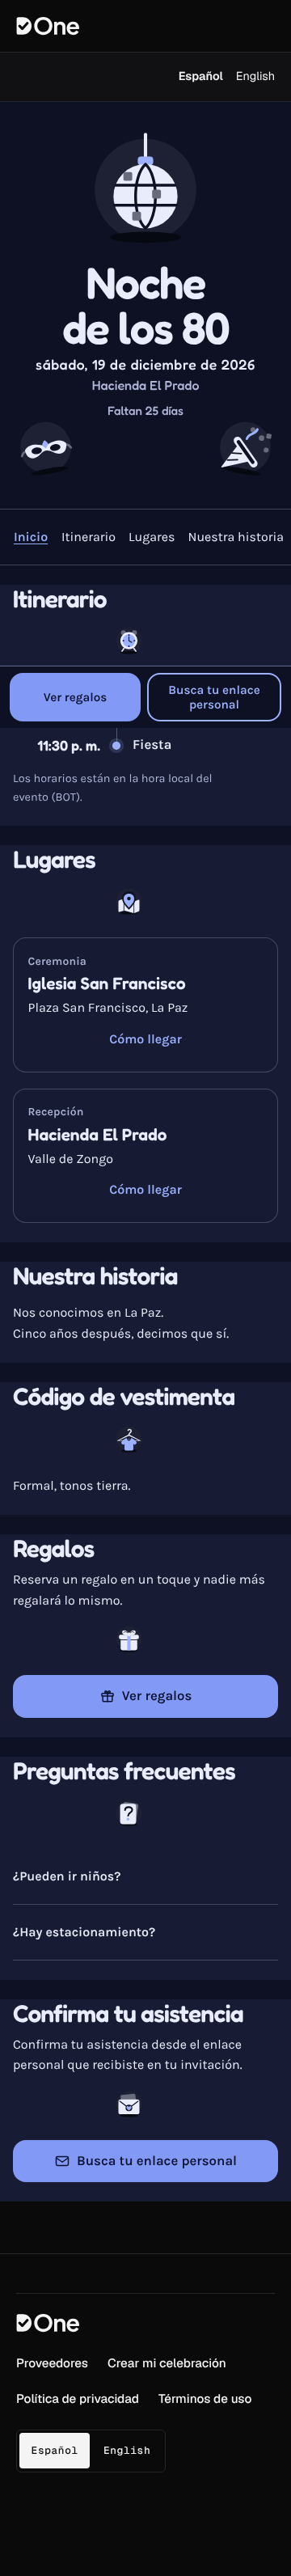 One
Español English
Noche
de los 80
sábado, 19 de diciembre de 2026
Hacienda El Prado
Faltan 25 días
Inicio Itinerario Lugares Nuestra historia
Itinerario
Ver regalos
Busca tu enlace
personal
11:30 p. m. Fiesta
Los horarios están en la hora local del
evento (BOT).
Lugares
Ceremonia
Iglesia San Francisco
Plaza San Francisco, La Paz
Cómo llegar
Recepción
Hacienda El Prado
Valle de Zongo
Cómo llegar
Nuestra historia
Nos conocimos en La Paz.
Cinco años después, decimos que sí.
Código de vestimenta
?
Formal, tonos tierra.
Regalos
Reserva un regalo en un toque y nadie más
regalará lo mismo.
Ver regalos
Preguntas frecuentes
?
¿Pueden ir niños?
¿Hay estacionamiento?
Confirma tu asistencia
Confirma tu asistencia desde el enlace
personal que recibiste en tu invitación.
Busca tu enlace personal
One
Proveedores Crear mi celebración
Política de privacidad Términos de uso
Español English